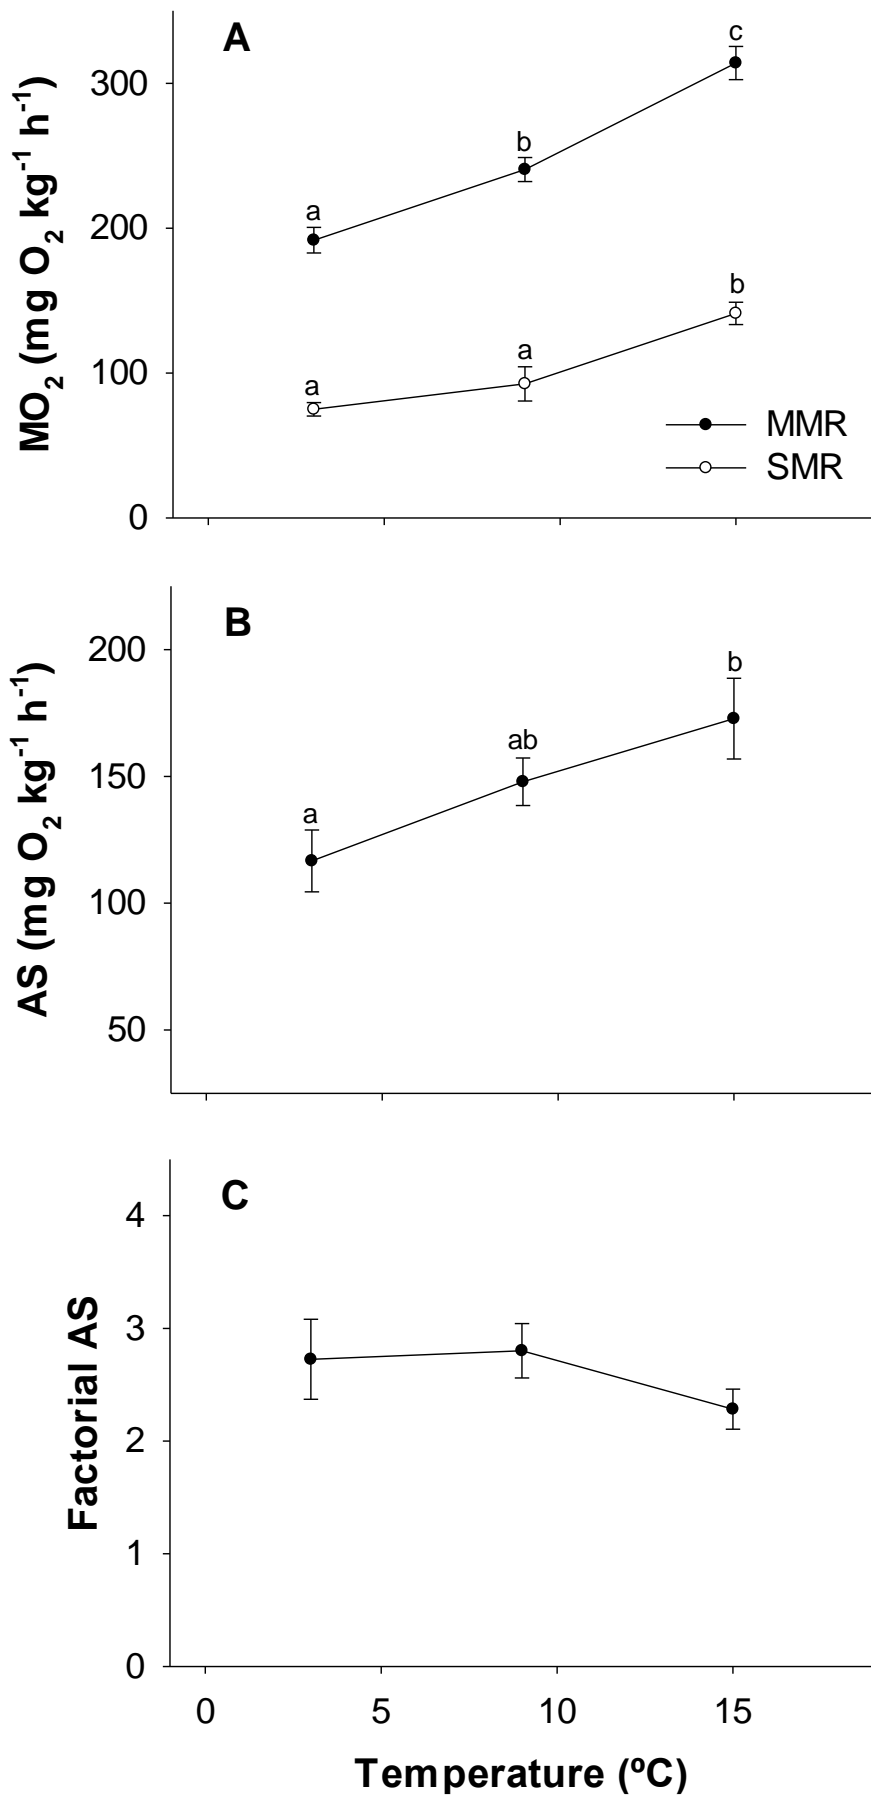 A
MO2 (mg O2 kg-1 h-1)
300
200
100
0
a
b
c
a
a
b
MMR
SMR
B
AS (mg O2 kg-1 h-1)
200
150
100
50
a
ab
b
C
Factorial AS
4
3
2
1
0
0 5 10 15
Temperature (ºC)